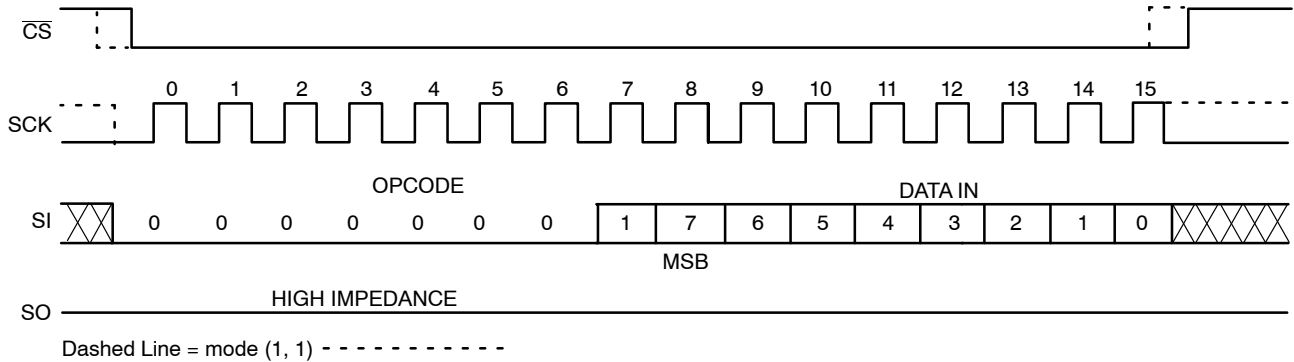 CS
0 1 2 3 4 5 6 7 8 9 10 11 12 13 14 15
SCK
OPCODE DATA IN
SI 0 0 0 0 0 0 0 1 7 6 5 4 3 2 1 0
MSB
HIGH IMPEDANCE
SO
Dashed Line = mode (1, 1) - - - - - - - - - - - -